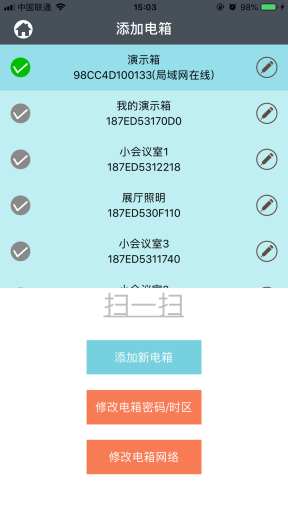 中国联通 15:03 98%
添加电箱
演示箱
98CC4D100133(局域网在线)
我的演示箱
187ED53170D0
小会议室1
187ED5312218
展厅照明
187ED530F110
小会议室3
187ED5311740
扫一扫
添加新电箱
修改电箱密码/时区
修改电箱网络